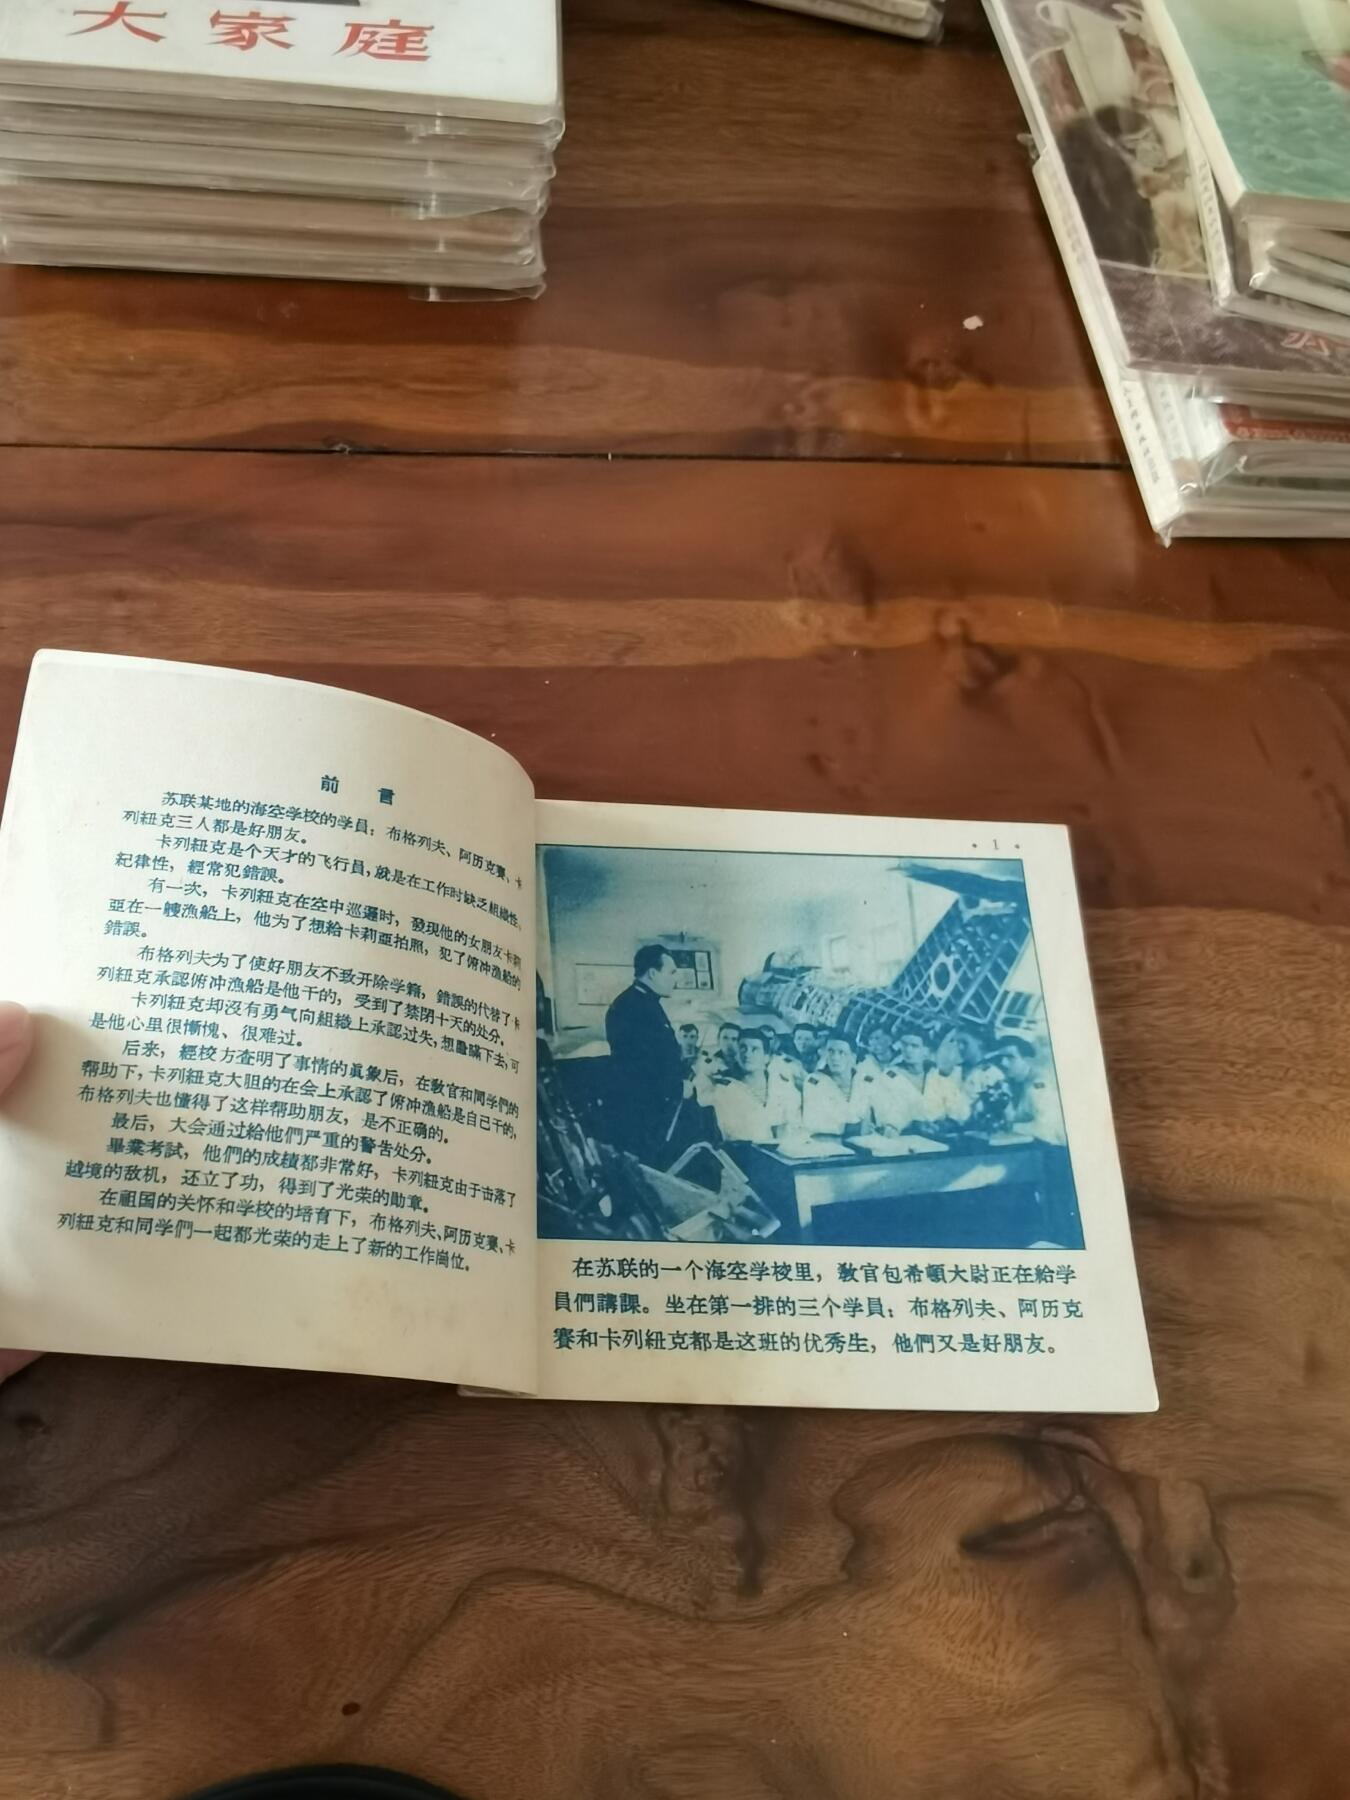 大家庭
前 言
苏联某地的海空学校的学員：布格列夫、阿历克賽、卡
列紐克三人都是好朋友。
卡列紐克是个天才的飞行員，就是在工作时缺乏組織性、
紀律性，經常犯錯誤。
有一次，卡列紐克在空中巡邏时，發現他的女朋友卡莉
亞在一艘漁船上，他为了想給卡莉亞拍照，犯了俯冲漁船的
錯誤。
布格列夫为了使好朋友不致开除学籍，錯誤的代替了卡
列紐克承認俯冲漁船是他干的，受到了禁閉十天的处分。
卡列紐克却沒有勇气向組織上承認过失，想隱瞞下去，可
是他心里很慚愧、很难过。
后来，經校方查明了事情的眞象后，在敎官和同学們的
帮助下，卡列紐克大胆的在会上承認了俯冲漁船是自己干的，
布格列夫也懂得了这样帮助朋友，是不正确的。
最后，大会通过給他們严重的警告处分。
畢業考試，他們的成績都非常好，卡列紐克由于击落了
越境的敌机，还立了功，得到了光荣的勛章。
在祖国的关怀和学校的培育下，布格列夫、阿历克賽、卡
列紐克和同学們一起都光荣的走上了新的工作崗位。
• 1 •
在苏联的一个海空学校里，敎官包希頓大尉正在給学
員們講課。坐在第一排的三个学員：布格列夫、阿历克
賽和卡列紐克都是这班的优秀生，他們又是好朋友。